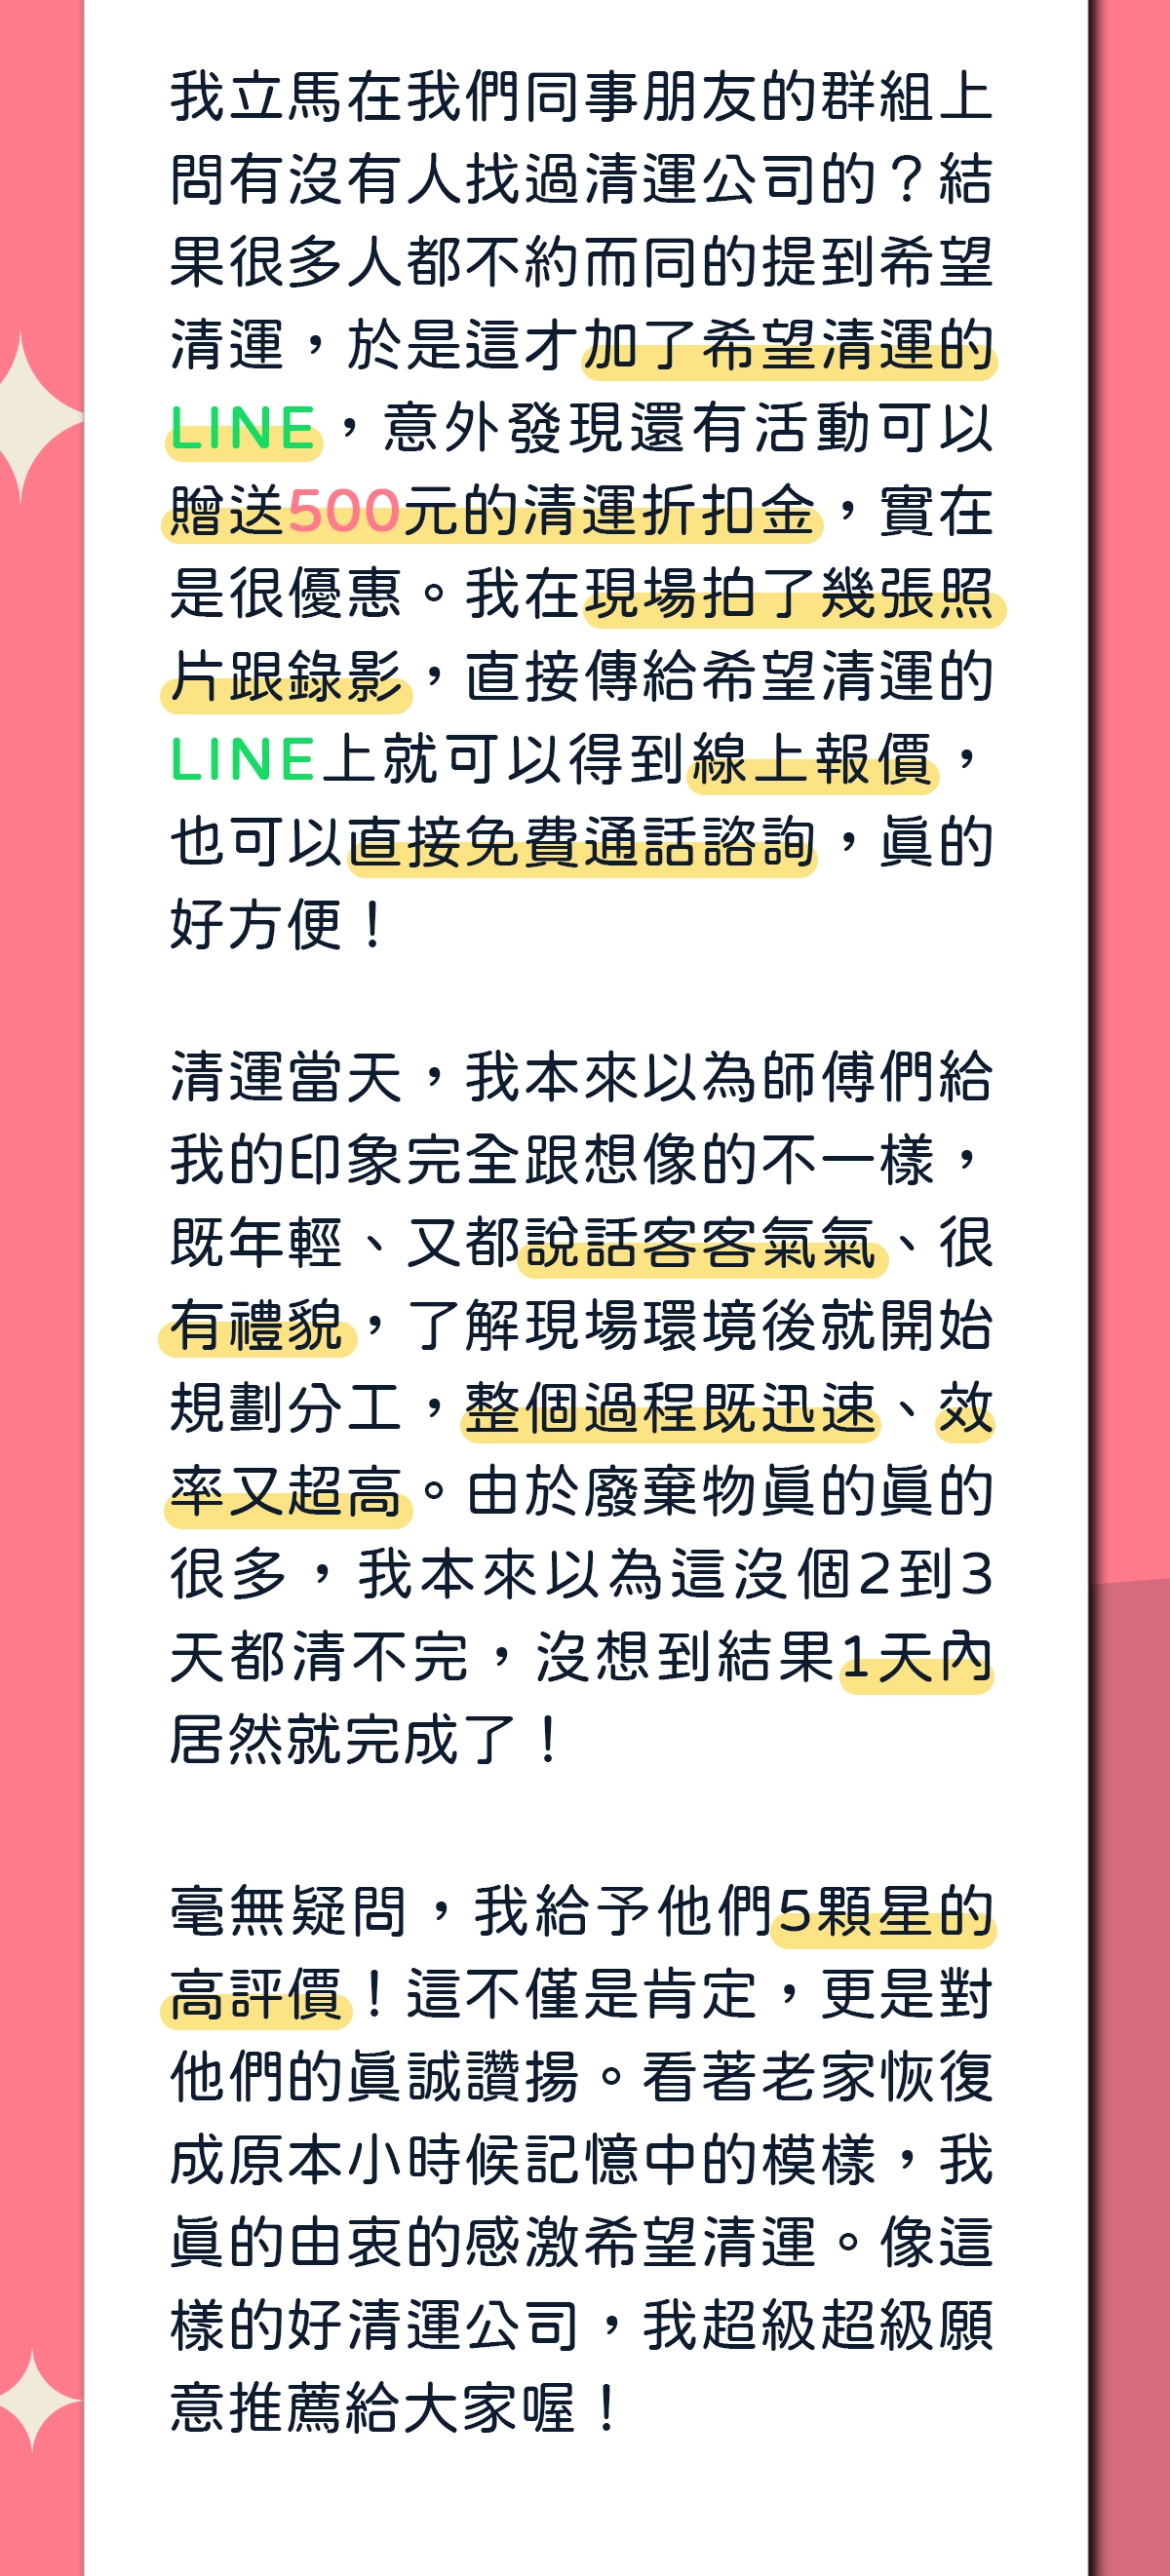 我立馬在我們同事朋友的群組上
問有沒有人找過清運公司的？結
果很多人都不約而同的提到希望
清運，於是這才加了希望清運的
LINE，意外發現還有活動可以
贈送500元的清運折扣金，實在
是很優惠。我在現場拍了幾張照
片跟錄影，直接傳給希望清運的
LINE上就可以得到線上報價，
也可以直接免費通話諮詢，真的
好方便！
清運當天，我本來以為師傅們給
我的印象完全跟想像的不一樣，
既年輕、又都說話客客氣氣、很
有禮貌，了解現場環境後就開始
規劃分工，整個過程既迅速、效
率又超高。由於廢棄物真的真的
很多，我本來以為這沒個2到3
天都清不完，沒想到結果1天內
居然就完成了！
毫無疑問，我給予他們5顆星的
高評價！這不僅是肯定，更是對
他們的真誠讚揚。看著老家恢復
成原本小時候記憶中的模樣，我
真的由衷的感激希望清運。像這
樣的好清運公司，我超級超級願
意推薦給大家喔！